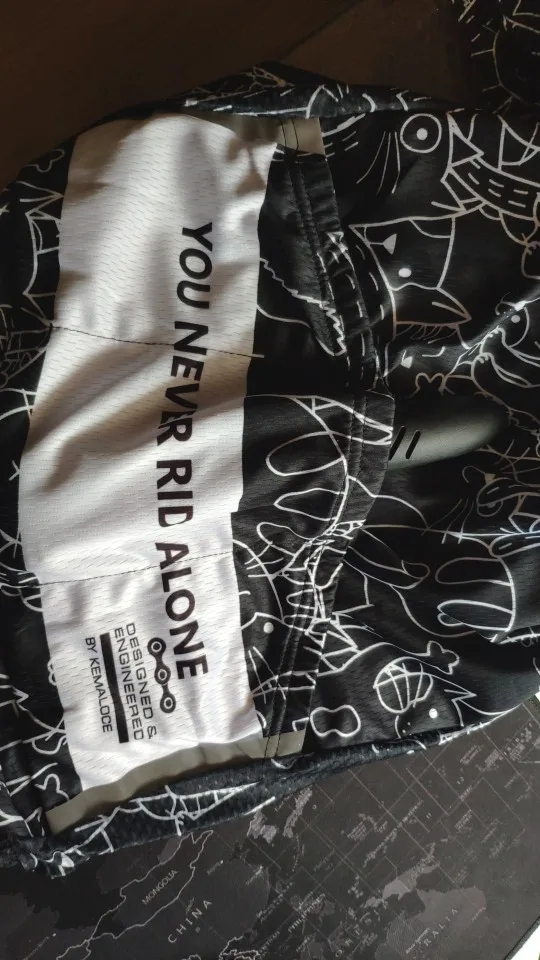 YOU NEVR RID ALONE
DESIGNED &
ENGINEERED
BY KEMALOCE
MONGOLIA
CHINA